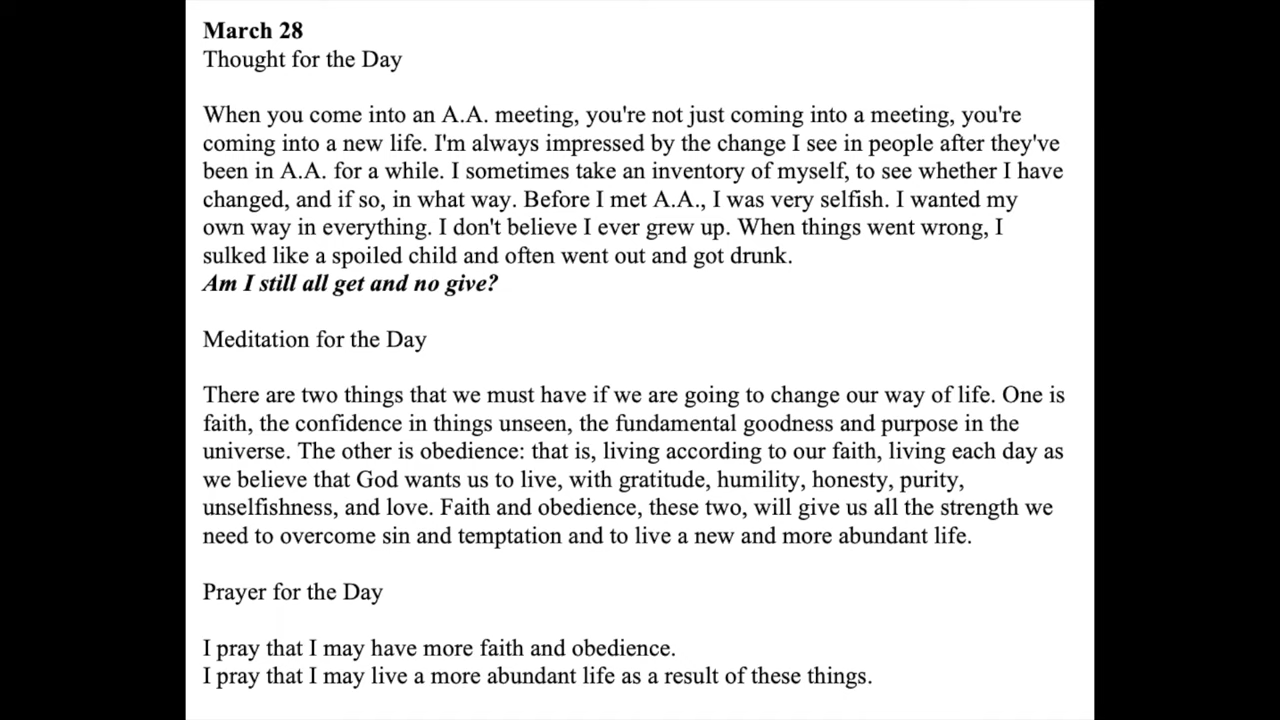 March 28
Thought for the Day
When you come into an A.A. meeting, you're not just coming into a meeting, you're
coming into a new life. I'm always impressed by the change I see in people after they've
been in A.A. for a while. I sometimes take an inventory of myself, to see whether I have
changed, and if so, in what way. Before I met A.A., I was very selfish. I wanted my
own way in everything. I don't believe I ever grew up. When things went wrong, I
sulked like a spoiled child and often went out and got drunk.
Am I still all get and no give?
Meditation for the Day
There are two things that we must have if we are going to change our way of life. One is
faith, the confidence in things unseen, the fundamental goodness and purpose in the
universe. The other is obedience: that is, living according to our faith, living each day as
we believe that God wants us to live, with gratitude, humility, honesty, purity,
unselfishness, and love. Faith and obedience, these two, will give us all the strength we
need to overcome sin and temptation and to live a new and more abundant life.
Prayer for the Day
I pray that I may have more faith and obedience.
I pray that I may live a more abundant life as a result of these things.